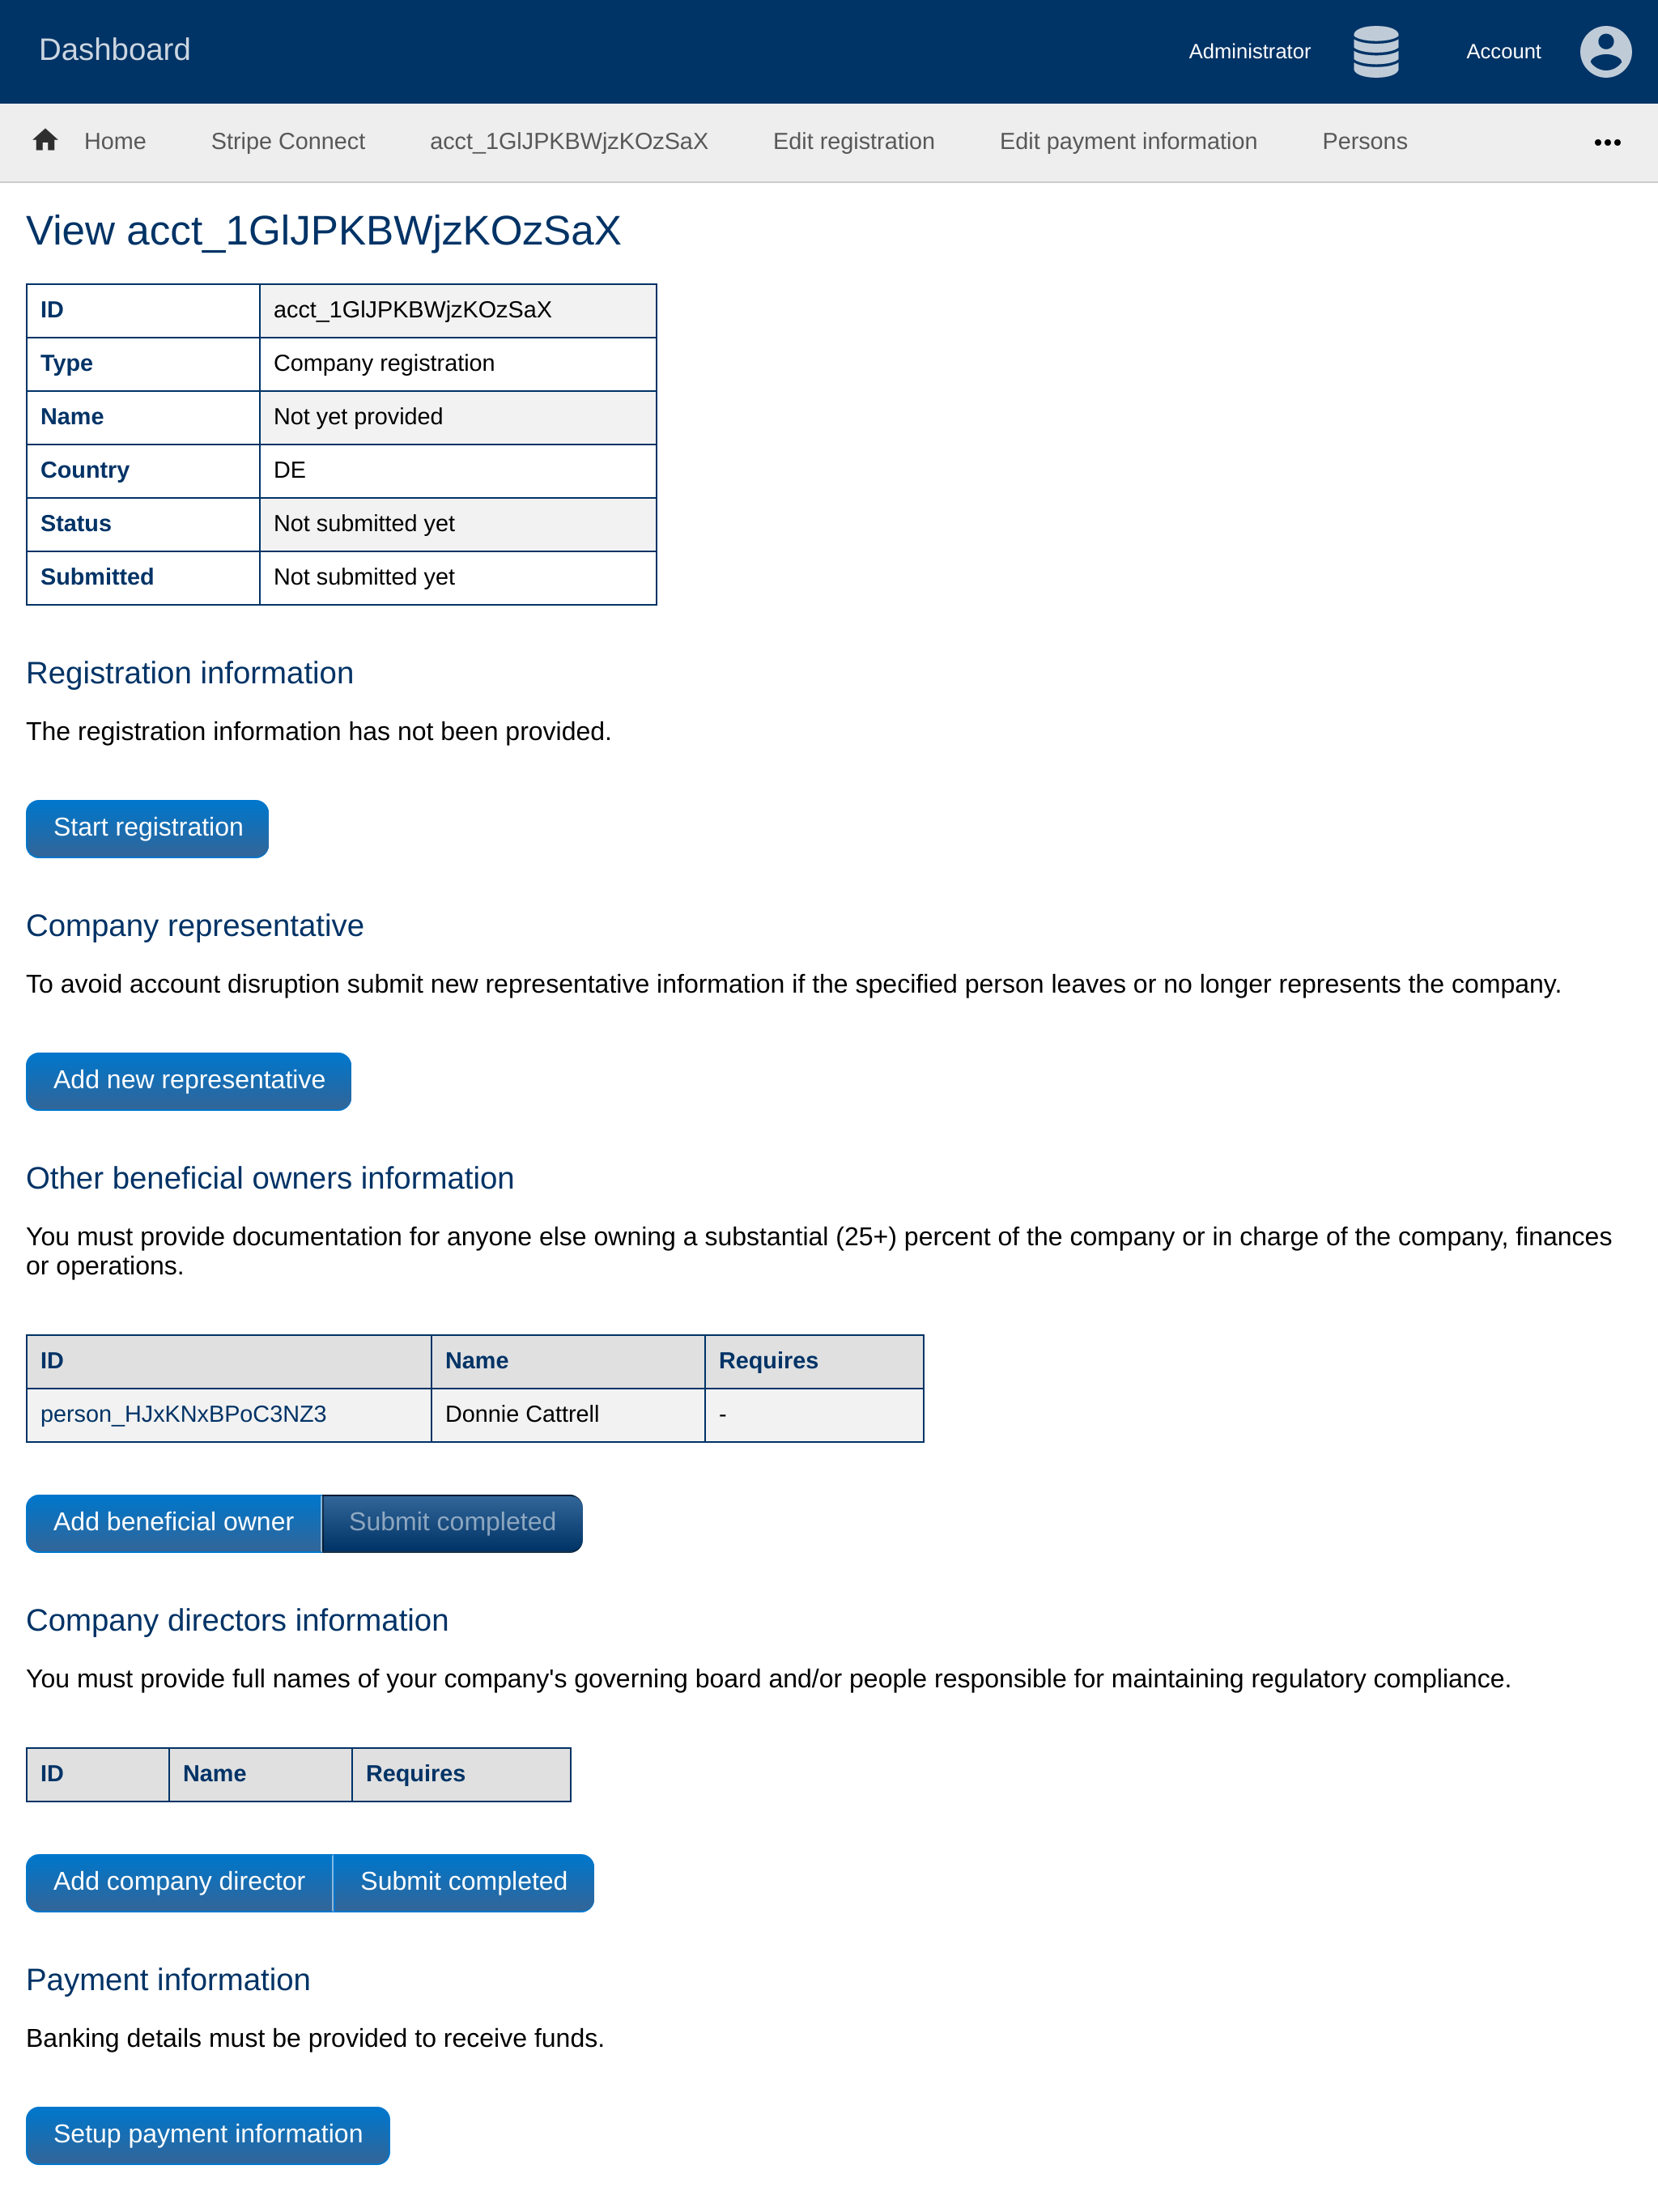 Dashboard
Administrator
Account
Home
Stripe Connect
acct_1GlJPKBWjzKOzSaX
Edit registration
Edit payment information
Persons
View acct_1GlJPKBWjzKOzSaX
ID acct_1GlJPKBWjzKOzSaX
Type Company registration
Name Not yet provided
Country DE
Status Not submitted yet
Submitted Not submitted yet
Registration information
The registration information has not been provided.
Start registration
Company representative
To avoid account disruption submit new representative information if the specified person leaves or no longer represents the company.
Add new representative
Other beneficial owners information
You must provide documentation for anyone else owning a substantial (25+) percent of the company or in charge of the company, finances
or operations.
ID Name Requires
person_HJxKNxBPoC3NZ3 Donnie Cattrell -
Add beneficial owner Submit completed
Company directors information
You must provide full names of your company's governing board and/or people responsible for maintaining regulatory compliance.
ID Name Requires
Add company director Submit completed
Payment information
Banking details must be provided to receive funds.
Setup payment information